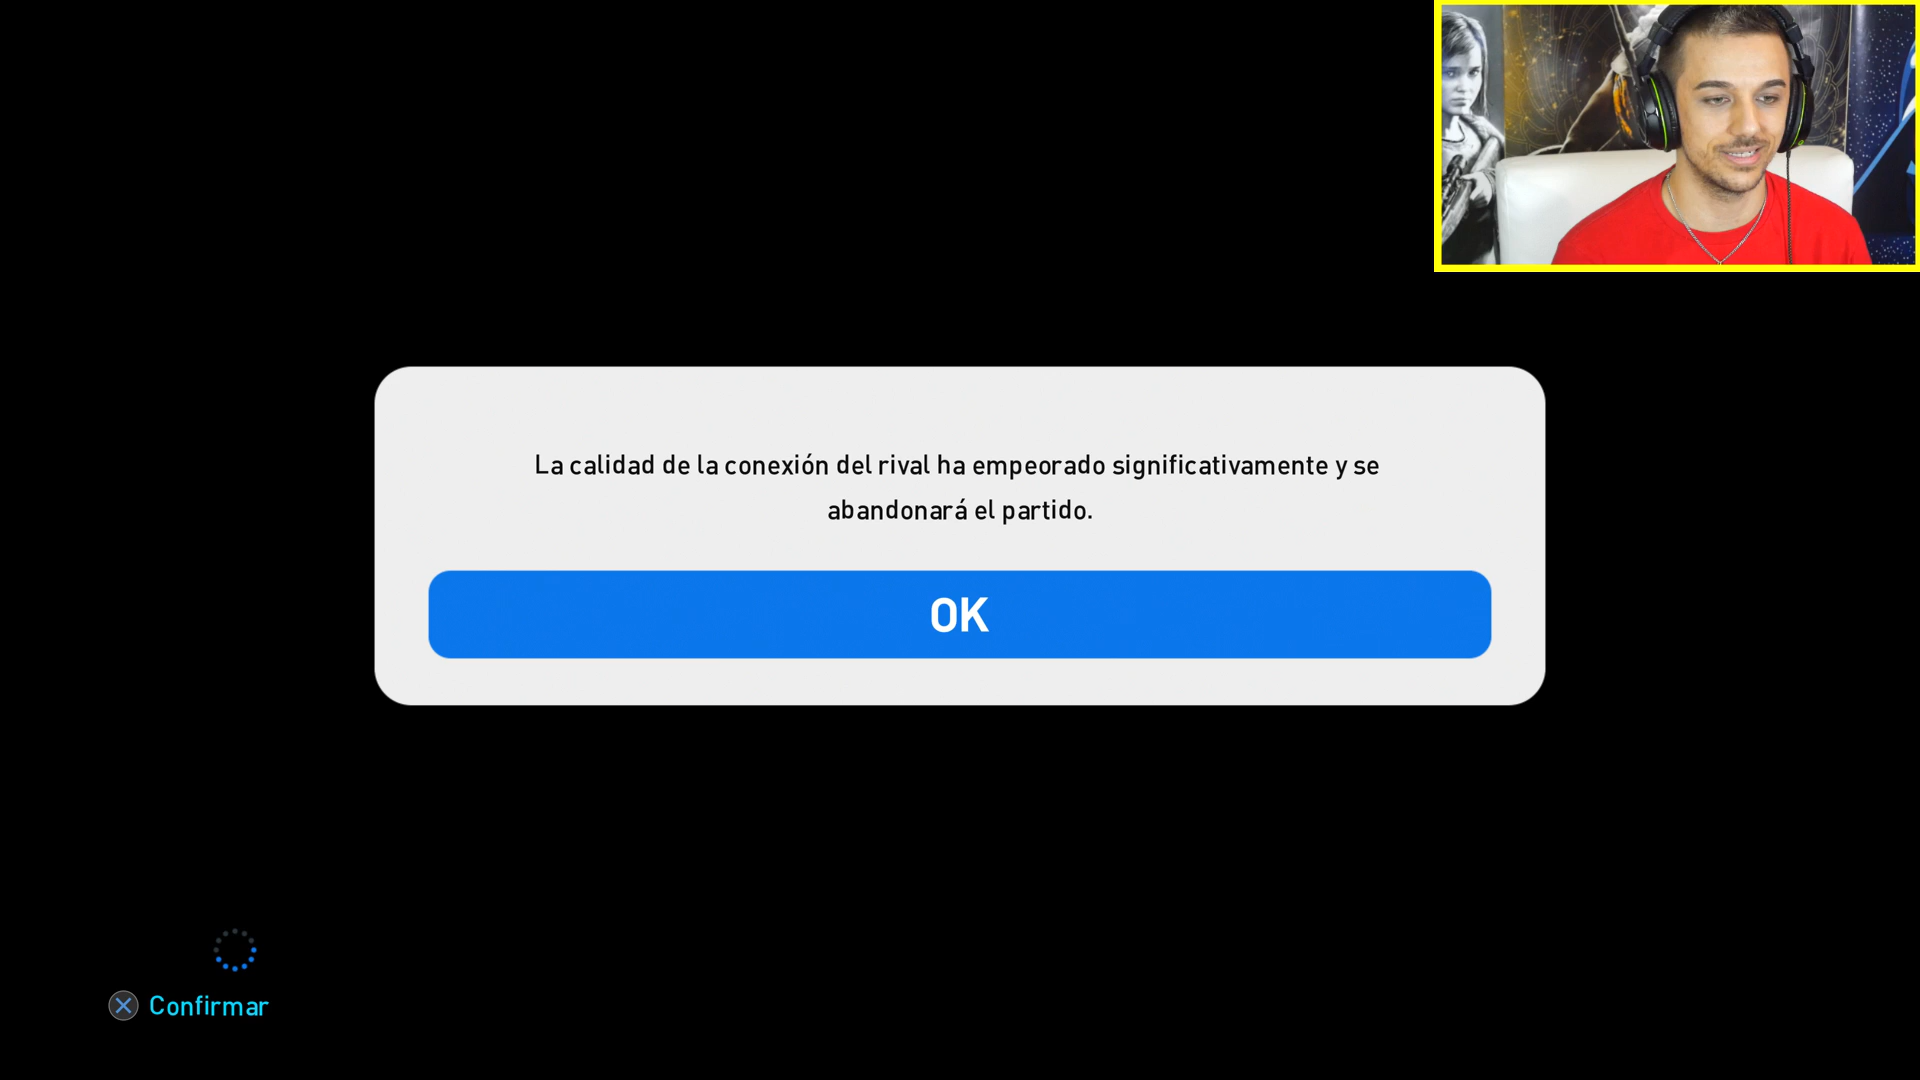 La calidad de la conexión del rival ha empeorado significativamente y se
abandonará el partido.
OK
Confirmar